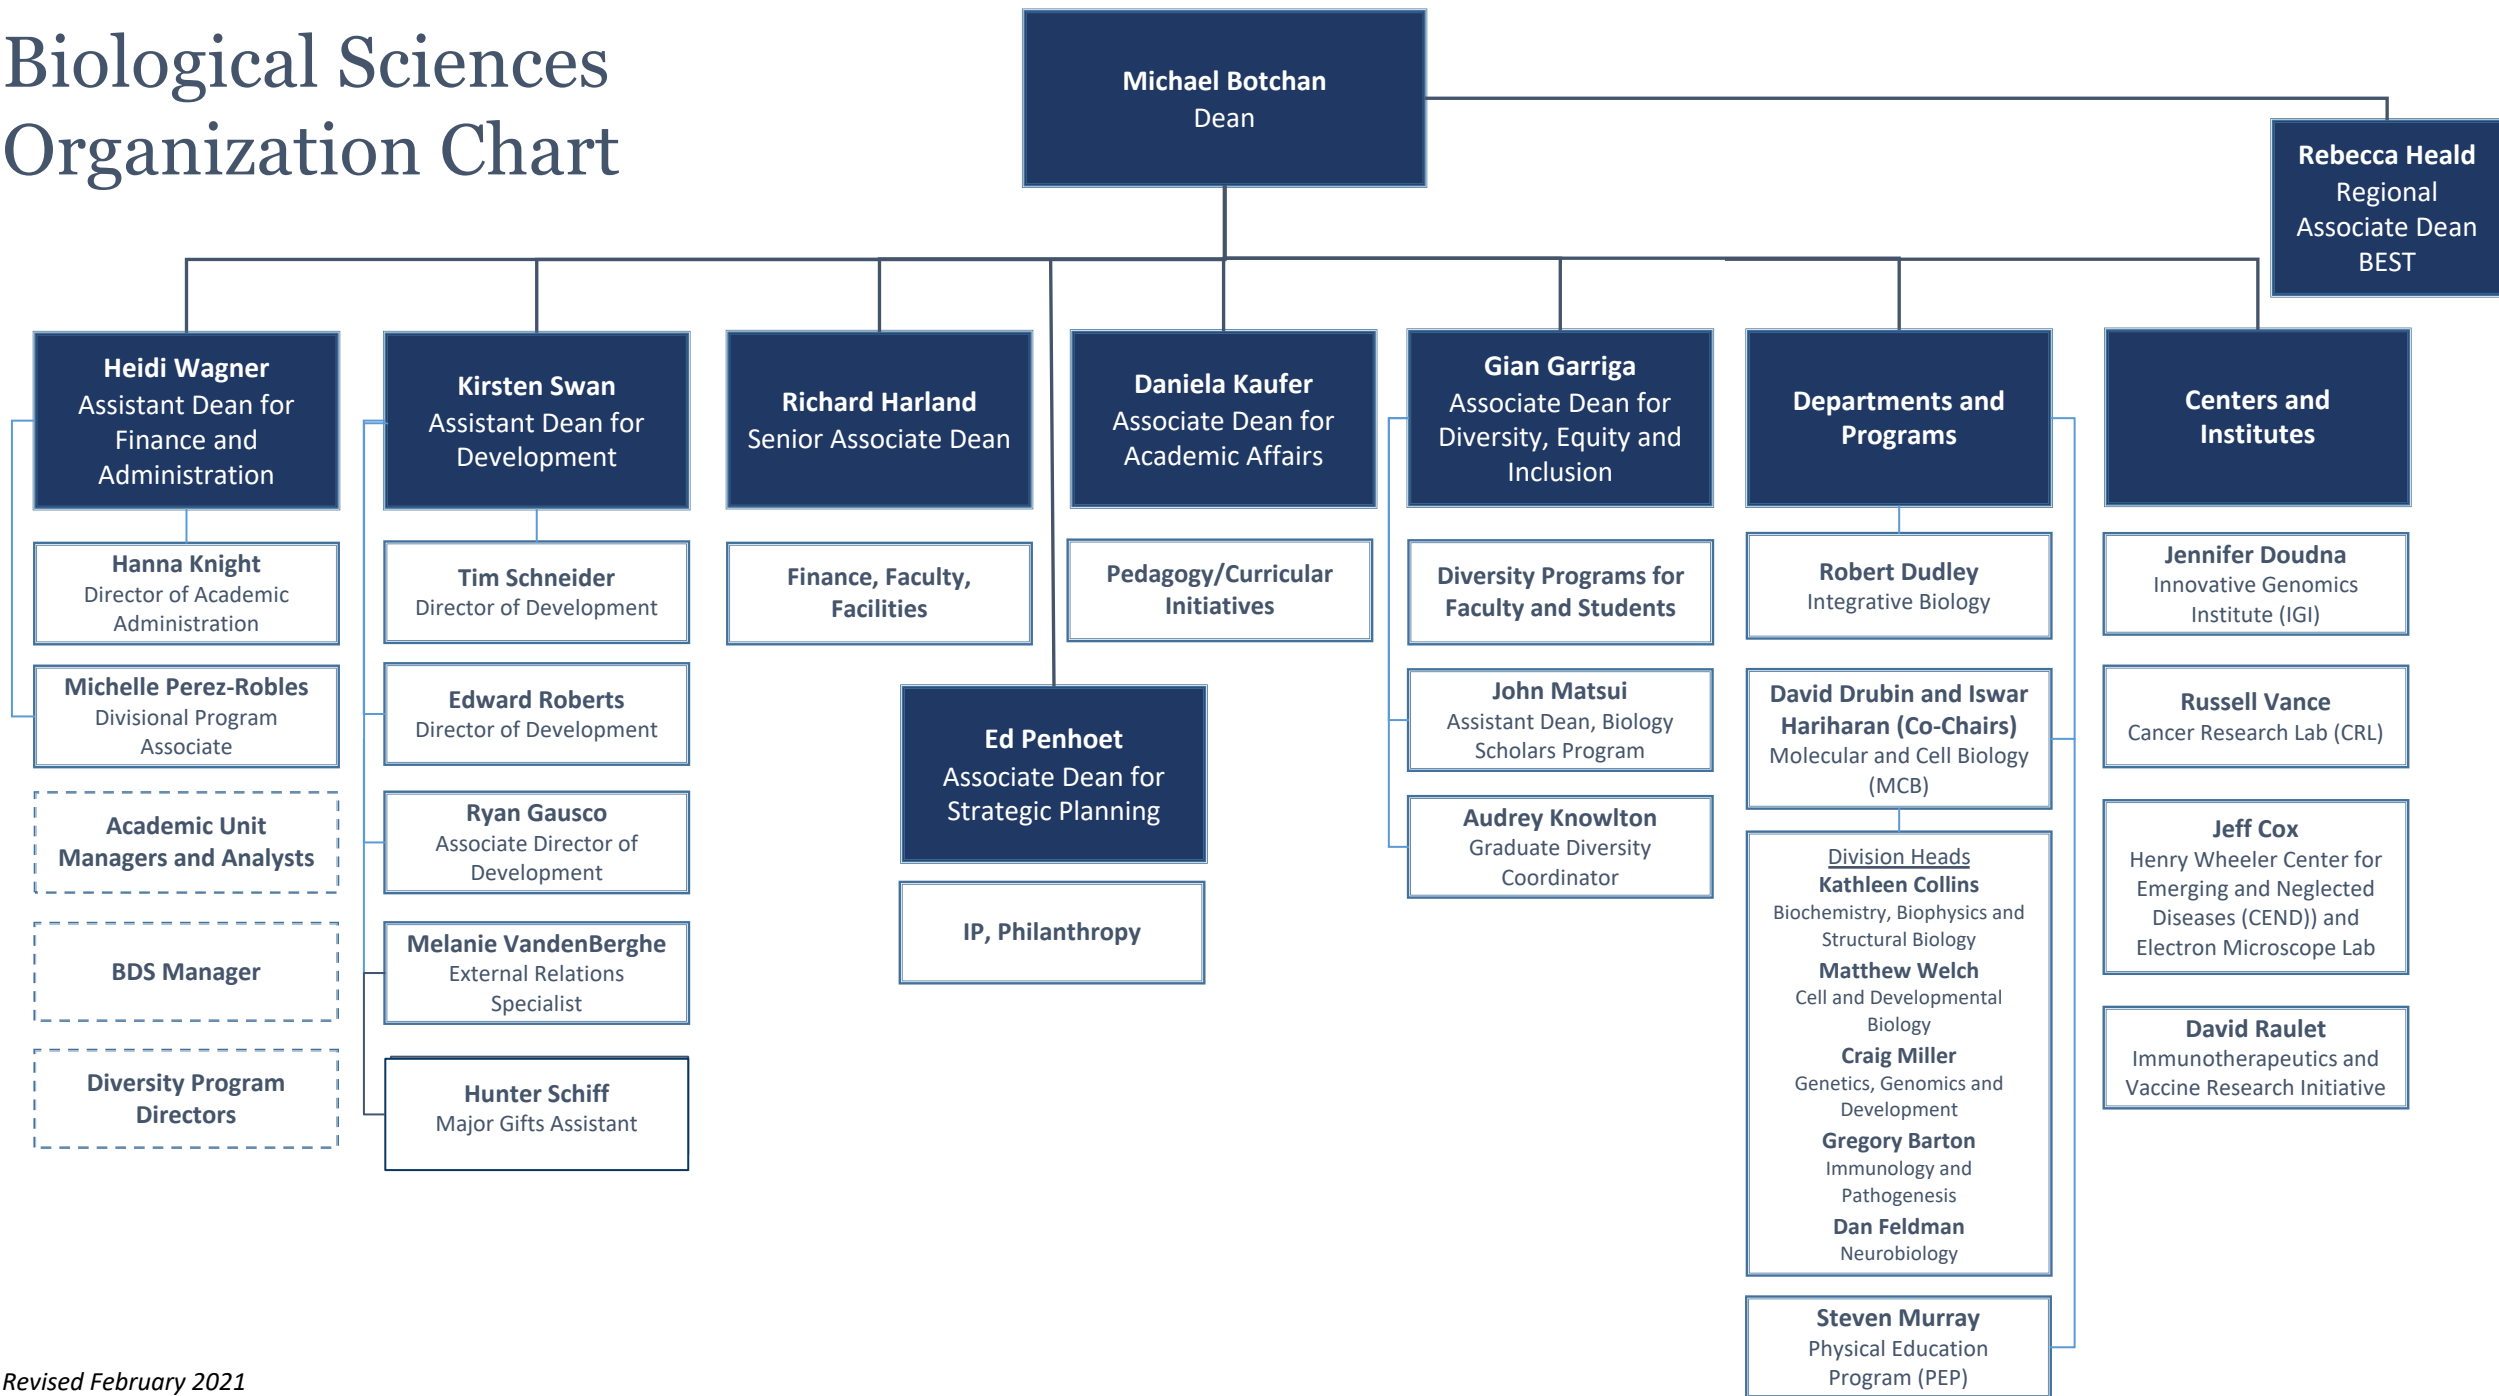 Biological Sciences
Organization Chart
Michael Botchan
Dean
Rebecca Heald
Regional
Associate Dean
BEST
Heidi Wagner
Assistant Dean for
Finance and
Administration
Hanna Knight
Director of Academic
Administration
Michelle Perez-Robles
Divisional Program
Associate
Academic Unit
Managers and Analysts
BDS Manager
Diversity Program
Directors
Kirsten Swan
Assistant Dean for
Development
Tim Schneider
Director of Development
Edward Roberts
Director of Development
Ryan Gausco
Associate Director of
Development
Melanie VandenBerghe
External Relations
Specialist
Hunter Schiff
Major Gifts Assistant
Richard Harland
Senior Associate Dean
Finance, Faculty,
Facilities
Ed Penhoet
Associate Dean for
Strategic Planning
IP, Philanthropy
Daniela Kaufer
Associate Dean for
Academic Affairs
Pedagogy/Curricular
Initiatives
Gian Garriga
Associate Dean for
Diversity, Equity and
Inclusion
Diversity Programs for
Faculty and Students
John Matsui
Assistant Dean, Biology
Scholars Program
Audrey Knowlton
Graduate Diversity
Coordinator
Departments and
Programs
Robert Dudley
Integrative Biology
David Drubin and Iswar
Hariharan (Co-Chairs)
Molecular and Cell Biology
(MCB)
Division Heads
Kathleen Collins
Biochemistry, Biophysics and
Structural Biology
Matthew Welch
Cell and Developmental
Biology
Craig Miller
Genetics, Genomics and
Development
Gregory Barton
Immunology and
Pathogenesis
Dan Feldman
Neurobiology
Steven Murray
Physical Education
Program (PEP)
Centers and
Institutes
Jennifer Doudna
Innovative Genomics
Institute (IGI)
Russell Vance
Cancer Research Lab (CRL)
Jeff Cox
Henry Wheeler Center for
Emerging and Neglected
Diseases (CEND)) and
Electron Microscope Lab
David Raulet
Immunotherapeutics and
Vaccine Research Initiative
Revised February 2021